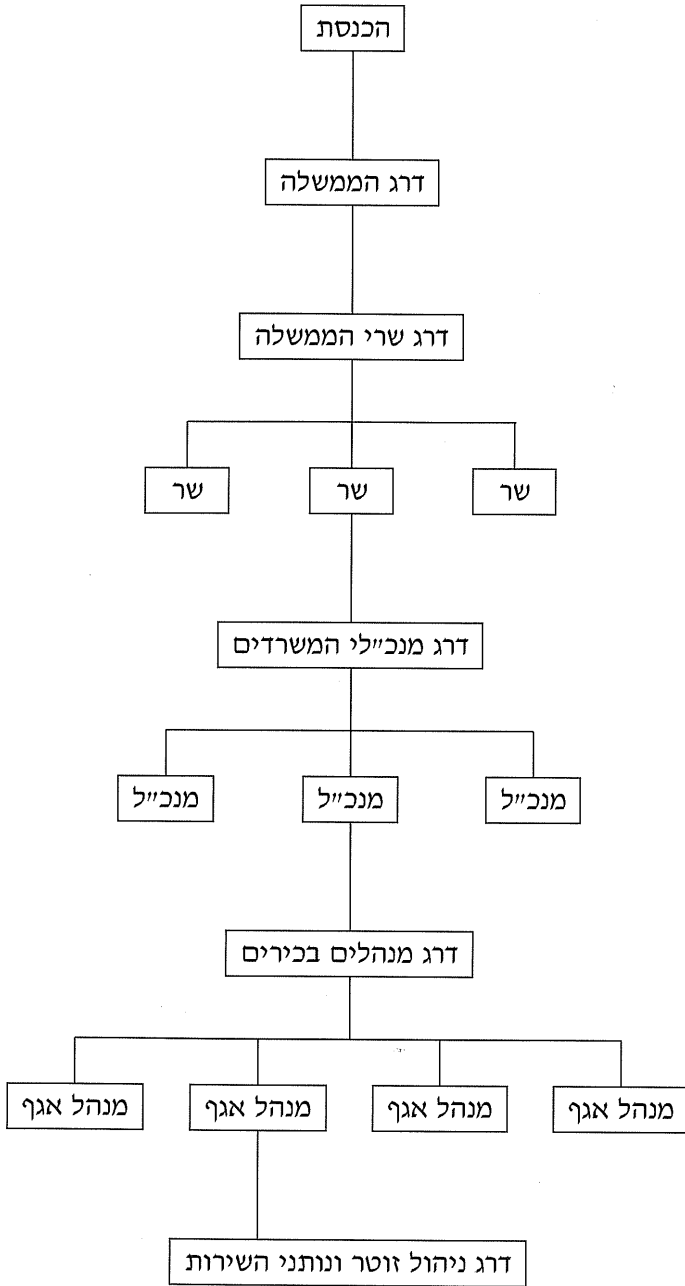 הכנסת
דרג הממשלה
דרג שרי הממשלה
שר
שר
שר
דרג מנכ״לי המשרדים
מנכ״ל
מנכ״ל
מנכ״ל
דרג מנהלים בכירים
מנהל אגף
מנהל אגף
מנהל אגף
מנהל אגף
דרג ניהול זוטר ונותני השירות